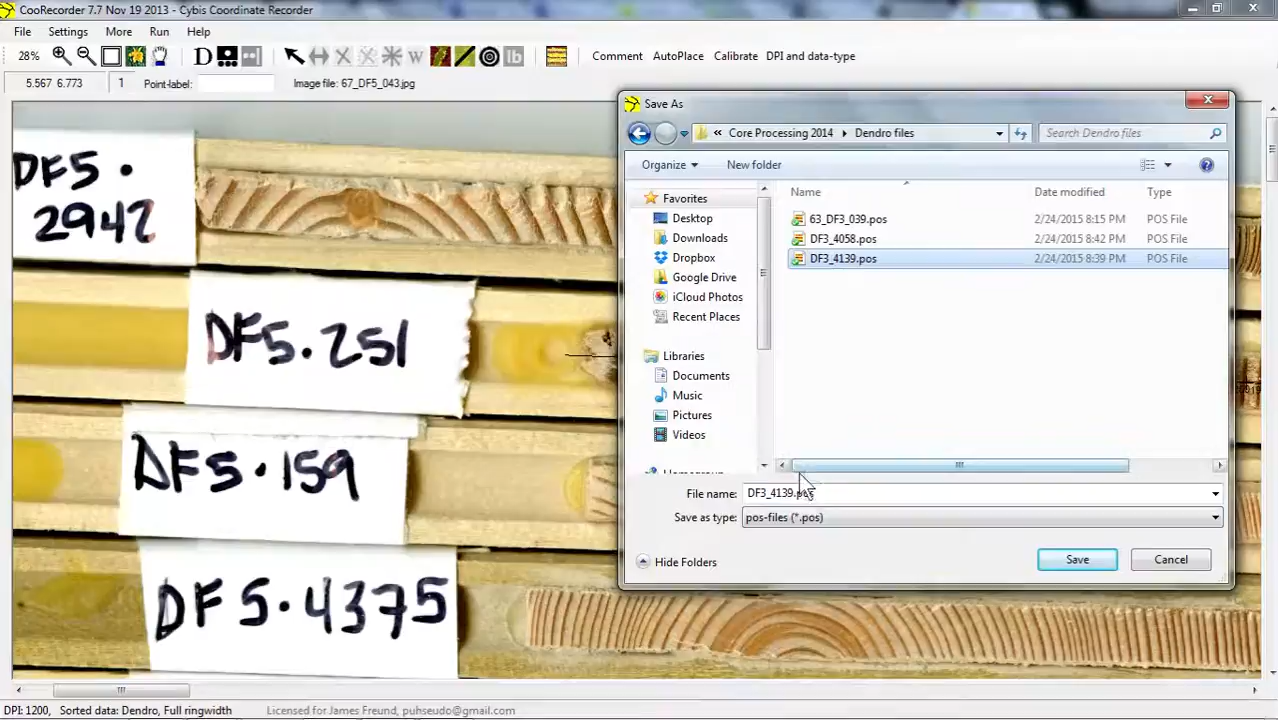 CooRecorder 7.7 Nov 19 2013 - Cybis Coordinate Recorder
File Settings More Run Help
28% D W lb Comment AutoPlace Calibrate DPI and data-type
5.567 6.773 1 Point-label: Image file: 67_DF5_043.jpg
DF5.
2942
DF5.251
DF5.159
DF5.4375
Save As
« Core Processing 2014 Dendro files Search Dendro files
Organize New folder
Favorites
Desktop
Downloads
Dropbox
Google Drive
iCloud Photos
Recent Places
Libraries
Documents
Music
Pictures
Videos
Name Date modified Type
63_DF3_039.pos 2/24/2015 8:15 PM POS File
DF3_4058.pos 2/24/2015 8:42 PM POS File
DF3_4139.pos 2/24/2015 8:39 PM POS File
File name: DF3_4139.pos
Save as type: pos-files (*.pos)
Hide Folders Save Cancel
DPI: 1200, Sorted data: Dendro, Full ringwidth Licensed for James Freund, puhseudo@gmail.com